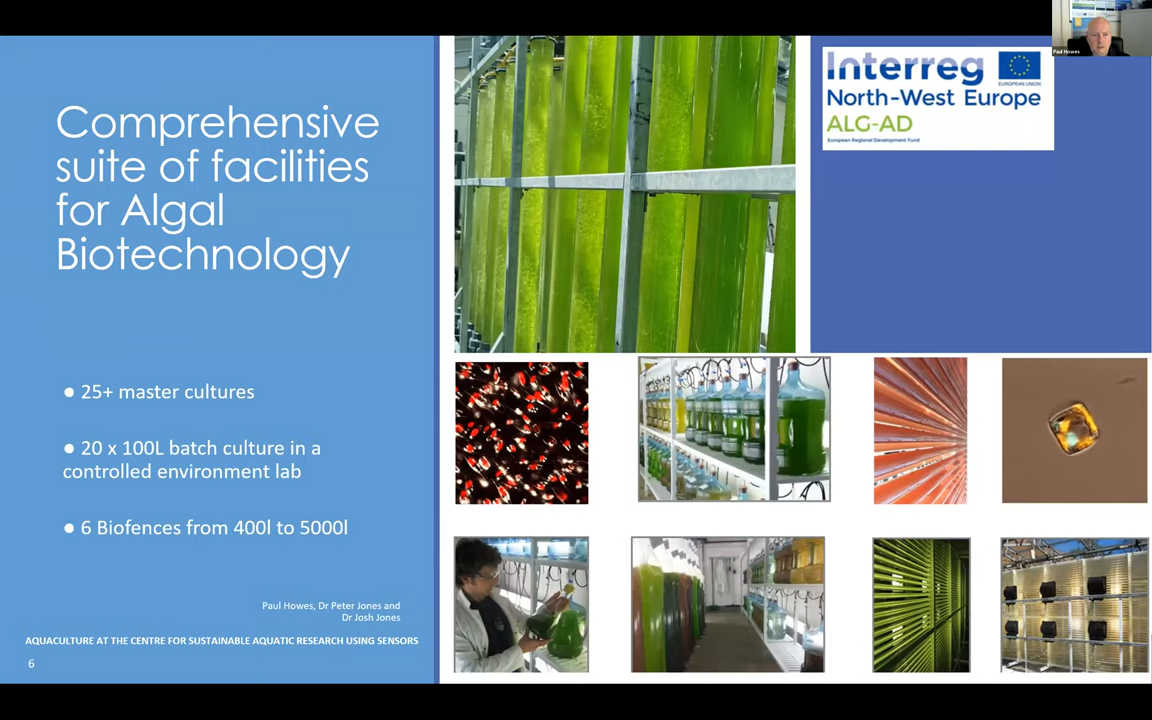 Comprehensive
suite of facilities
for Algal
Biotechnology
● 25+ master cultures
● 20 x 100L batch culture in a
controlled environment lab
● 6 Biofences from 400l to 5000l
Paul Howes, Dr Peter Jones and
Dr Josh Jones
AQUACULTURE AT THE CENTRE FOR SUSTAINABLE AQUATIC RESEARCH USING SENSORS
6
Interreg
EUROPEAN UNION
North-West Europe
ALG-AD
European Regional Development Fund
Paul Howes